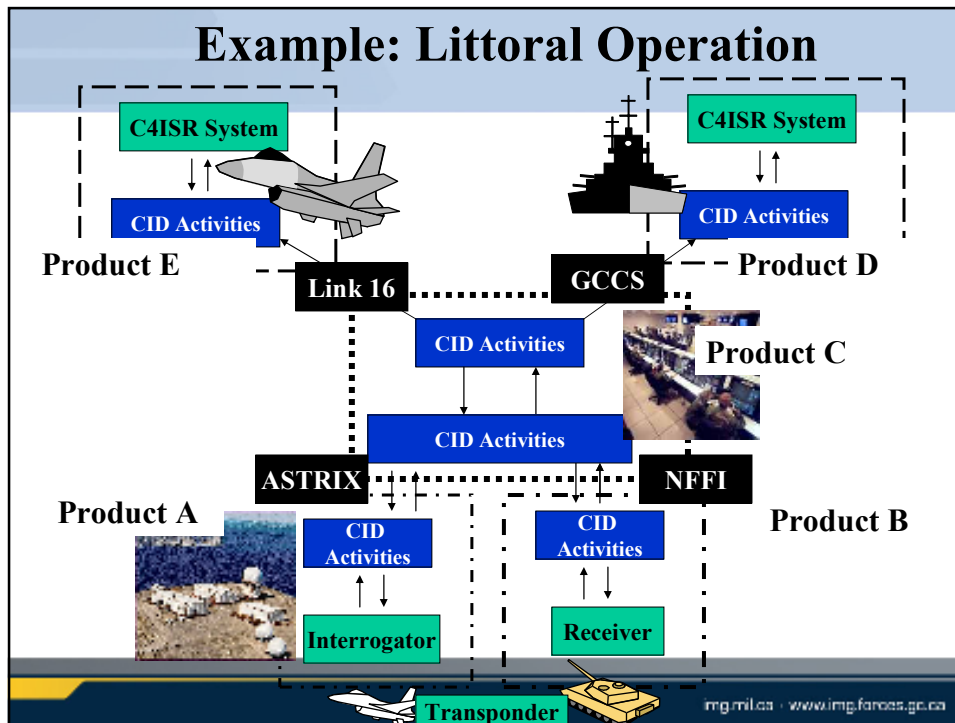 Example: Littoral Operation
C4ISR System
C4ISR System
CID Activities
CID Activities
Product E
Product D
Link 16
GCCS
CID Activities
Product C
CID Activities
ASTRIX
NFFI
Product A
Product B
CID
Activities
CID
Activities
Interrogator
Receiver
Transponder
img.mil.ca · www.img.forces.gc.ca